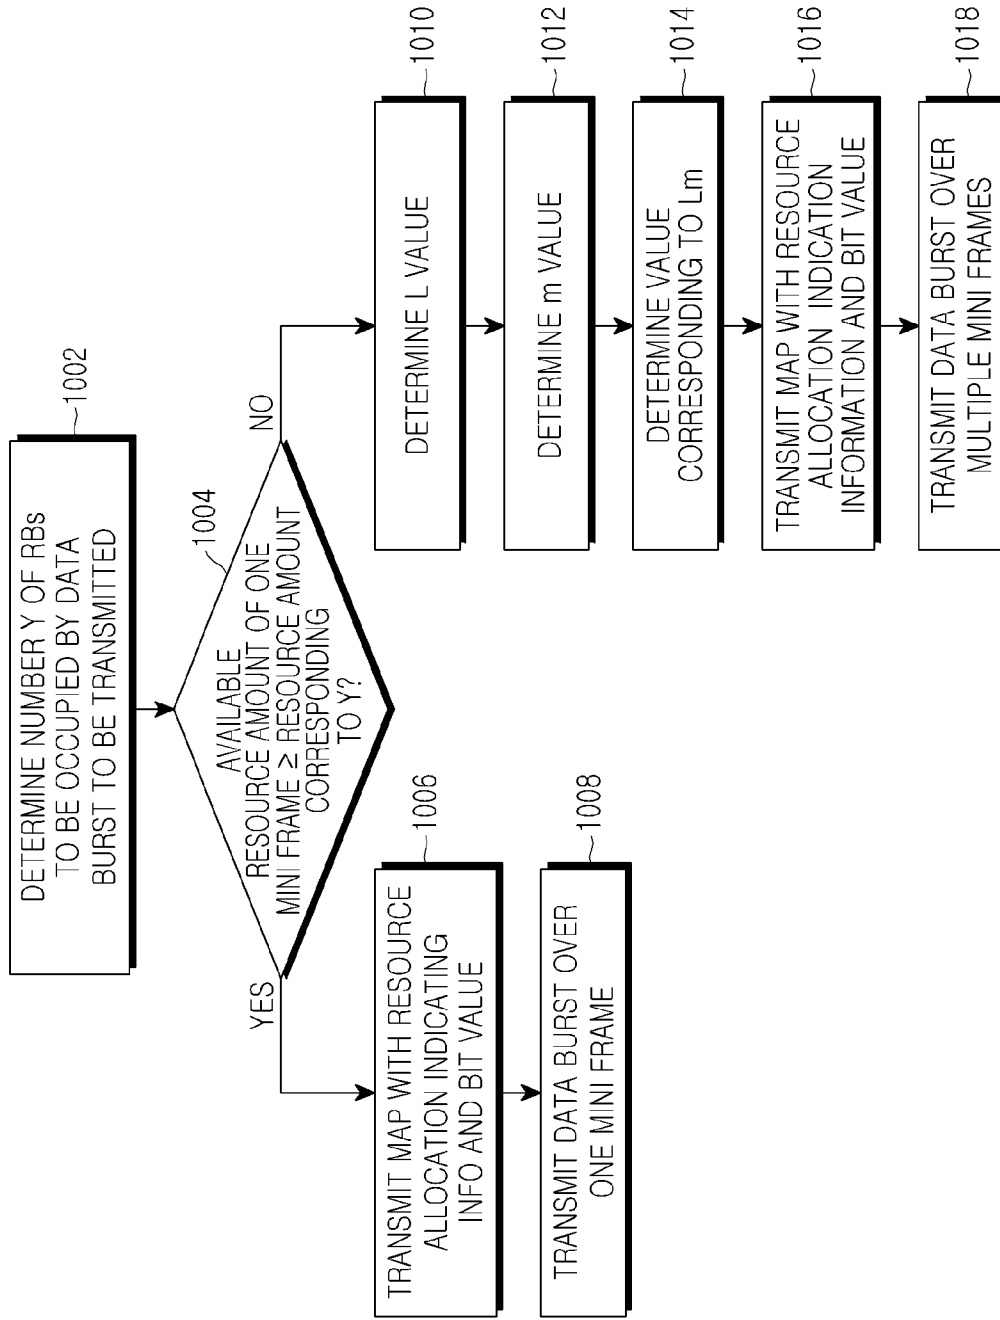 DETERMINE NUMBER Y OF RBs
TO BE OCCUPIED BY DATA
BURST TO BE TRANSMITTED
1002
1004
AVAILABLE
RESOURCE AMOUNT OF ONE
MINI FRAME ≥ RESOURCE AMOUNT
CORRESPONDING
TO Y?
YES
NO
TRANSMIT MAP WITH RESOURCE
ALLOCATION INDICATING
INFO AND BIT VALUE
1006
TRANSMIT DATA BURST OVER
ONE MINI FRAME
1008
DETERMINE L VALUE
1010
DETERMINE m VALUE
1012
DETERMINE VALUE
CORRESPONDING TO Lm
1014
TRANSMIT MAP WITH RESOURCE
ALLOCATION INDICATION
INFORMATION AND BIT VALUE
1016
TRANSMIT DATA BURST OVER
MULTIPLE MINI FRAMES
1018